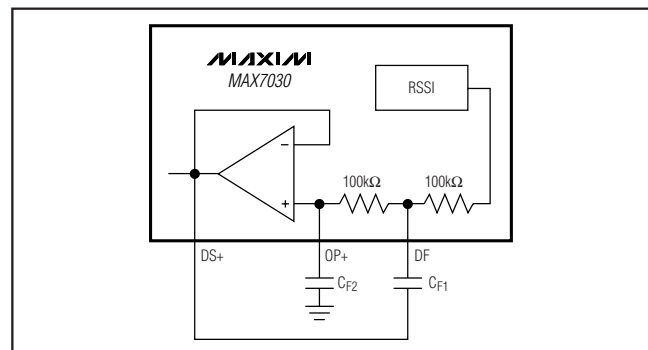 MAXIM
MAX7030
RSSI
−
+
100kΩ
100kΩ
DS+
OP+
DF
CF2
CF1